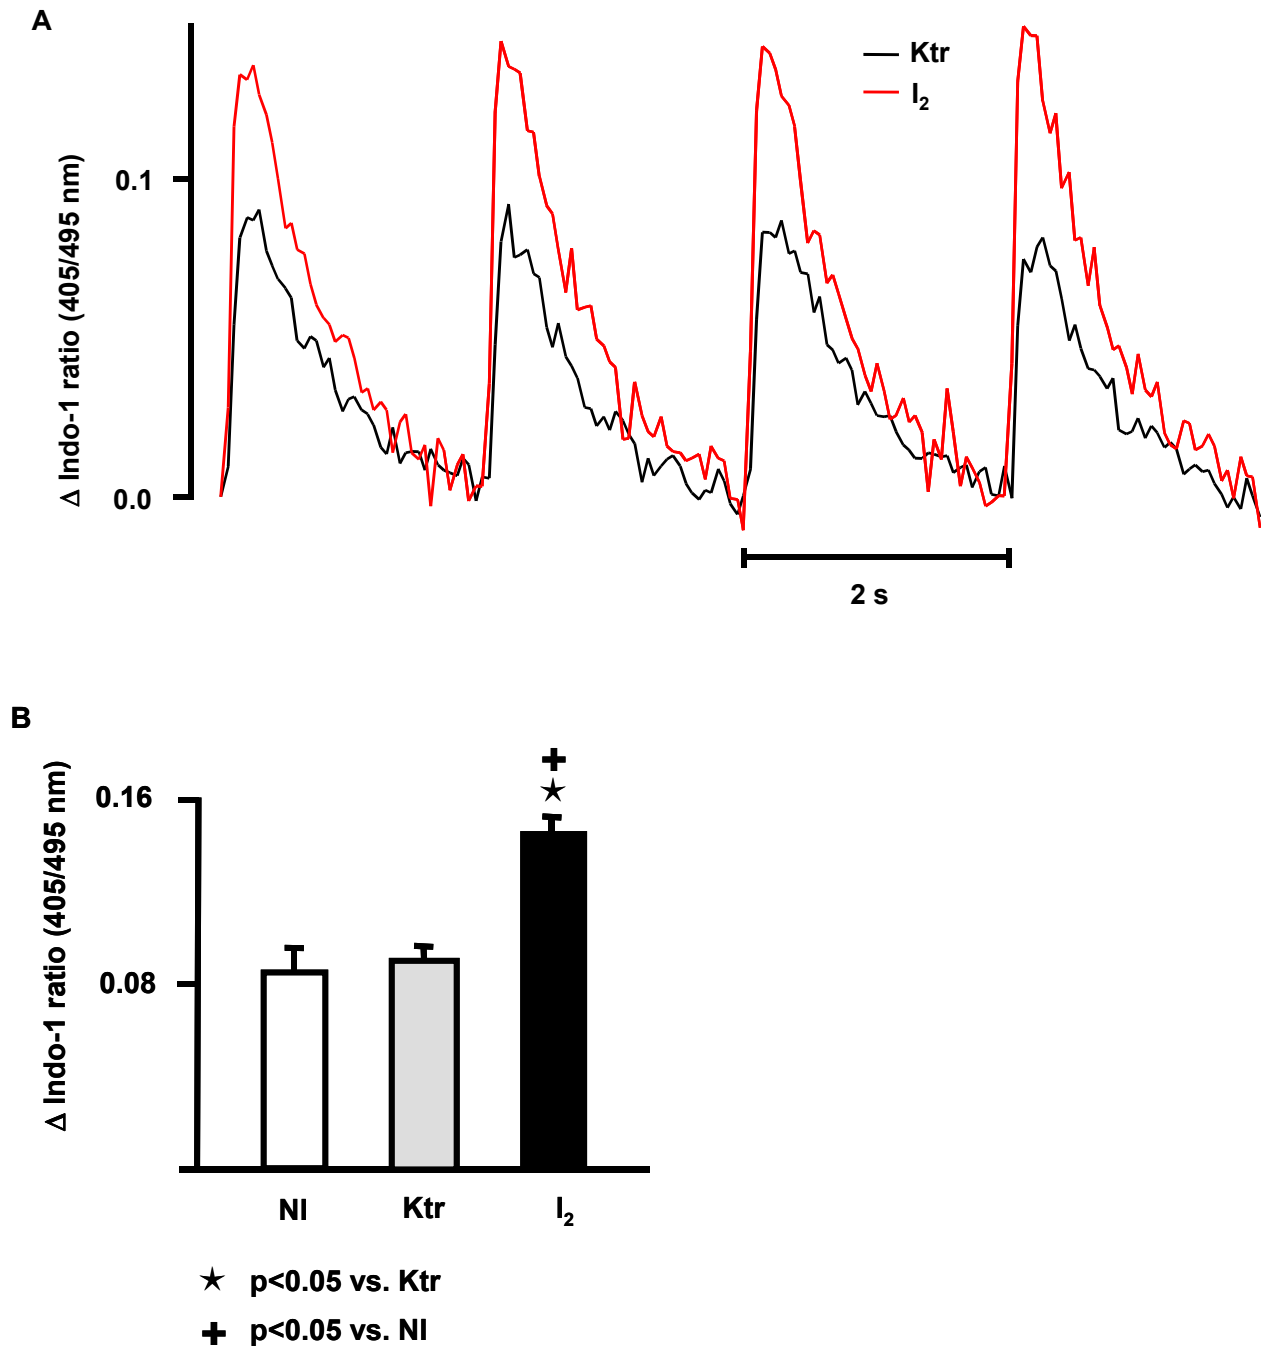 A
Ktr
I₂
Δ Indo-1 ratio (405/495 nm)
0.1
0.0
2 s
B
Δ Indo-1 ratio (405/495 nm)
0.16
0.08
+
★
NI
Ktr
I₂
★ p<0.05 vs. Ktr
+ p<0.05 vs. NI